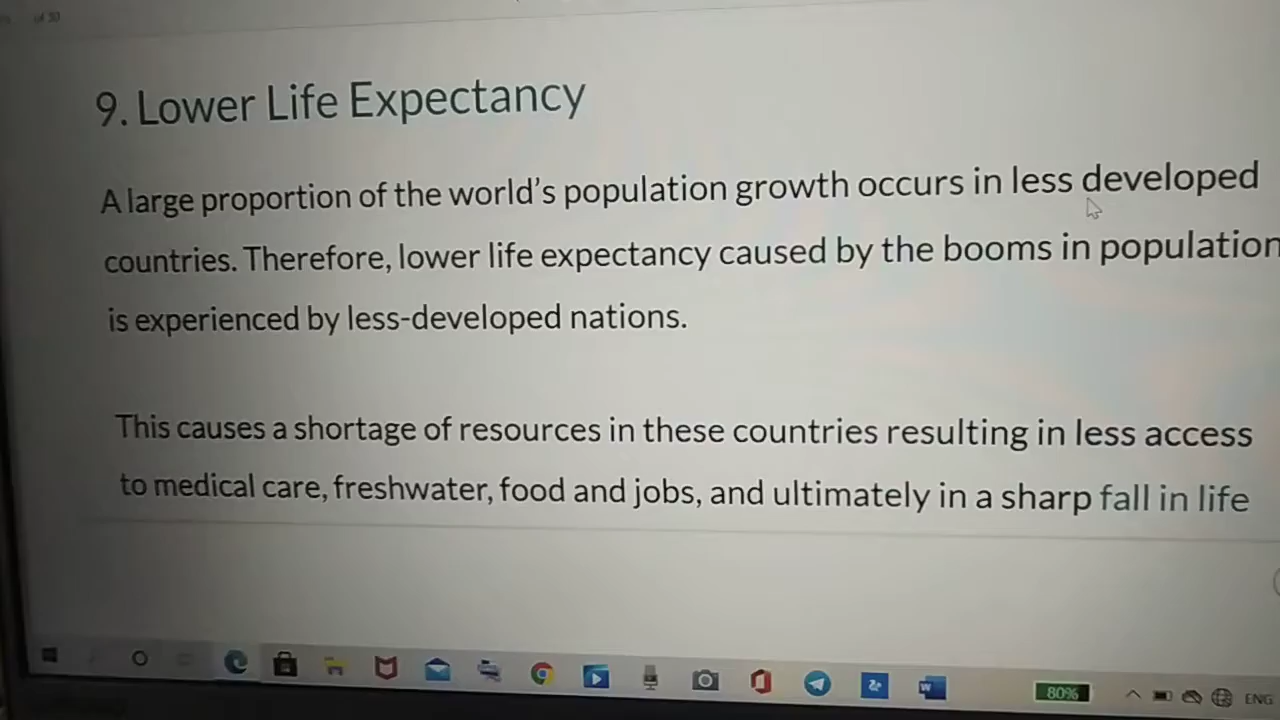 of 30
9. Lower Life Expectancy
A large proportion of the world's population growth occurs in less developed
countries. Therefore, lower life expectancy caused by the booms in population
is experienced by less-developed nations.
This causes a shortage of resources in these countries resulting in less access
to medical care, freshwater, food and jobs, and ultimately in a sharp fall in life
80%
ENG